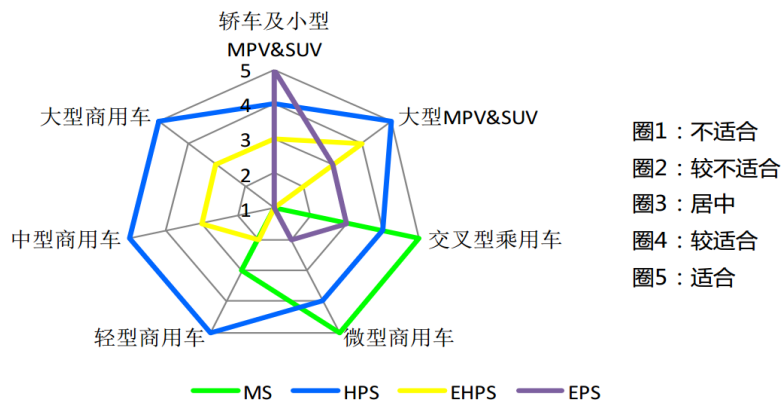 轿车及小型
MPV&SUV
5
4
3
2
1
大型商用车
大型MPV&SUV
中型商用车
交叉型乘用车
轻型商用车
微型商用车
圈1：不适合
圈2：较不适合
圈3：居中
圈4：较适合
圈5：适合
MS
HPS
EHPS
EPS